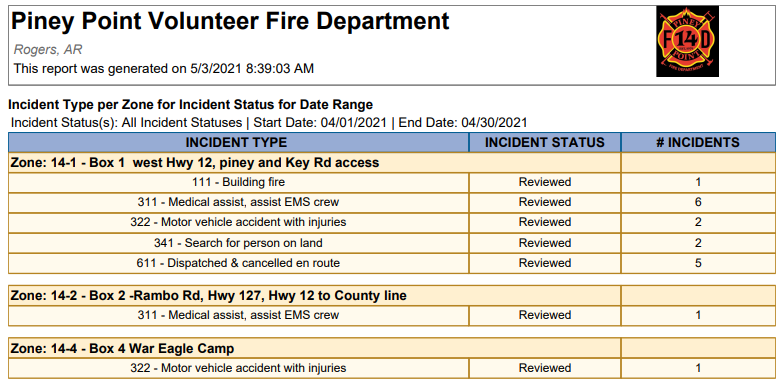 Piney Point Volunteer Fire Department
Rogers, AR
This report was generated on 5/3/2021 8:39:03 AM
PINEY
F 14 D
POINT
FIRE DEPARTMENT
Incident Type per Zone for Incident Status for Date Range
Incident Status(s): All Incident Statuses | Start Date: 04/01/2021 | End Date: 04/30/2021
INCIDENT TYPE INCIDENT STATUS # INCIDENTS
Zone: 14-1 - Box 1 west Hwy 12, piney and Key Rd access
111 - Building fire Reviewed 1
311 - Medical assist, assist EMS crew Reviewed 6
322 - Motor vehicle accident with injuries Reviewed 2
341 - Search for person on land Reviewed 2
611 - Dispatched & cancelled en route Reviewed 5
Zone: 14-2 - Box 2 -Rambo Rd, Hwy 127, Hwy 12 to County line
311 - Medical assist, assist EMS crew Reviewed 1
Zone: 14-4 - Box 4 War Eagle Camp
322 - Motor vehicle accident with injuries Reviewed 1